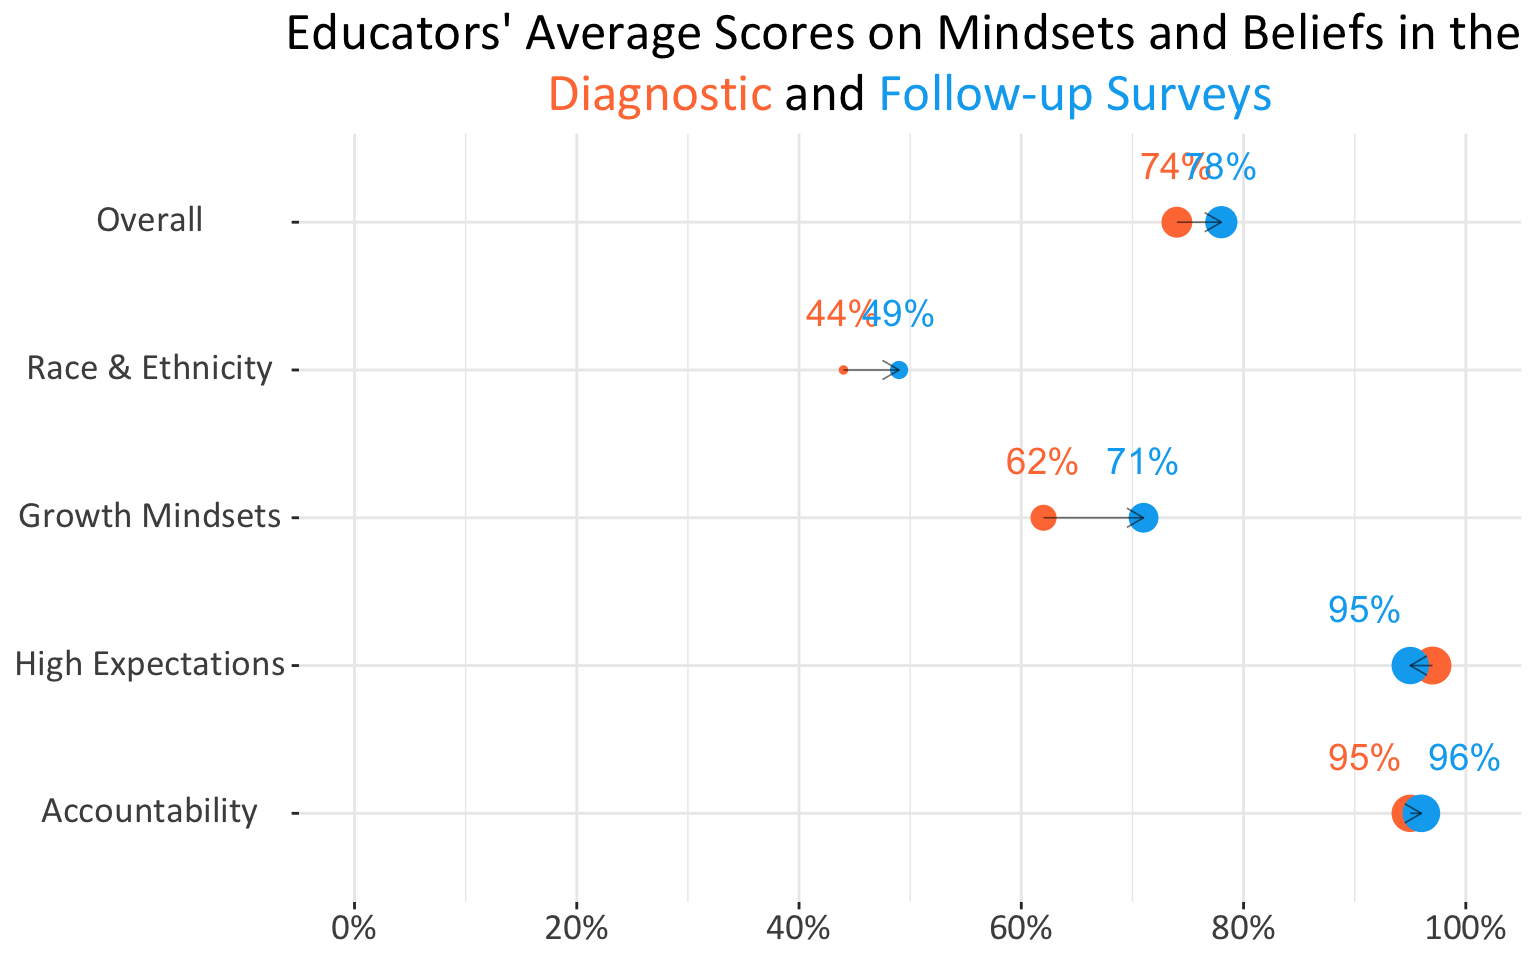 Educators' Average Scores on Mindsets and Beliefs in the
Diagnostic and Follow-up Surveys
74% 78%
Overall
44% 49%
Race & Ethnicity
62% 71%
Growth Mindsets
95%
High Expectations
95% 96%
Accountability
0% 20% 40% 60% 80% 100%